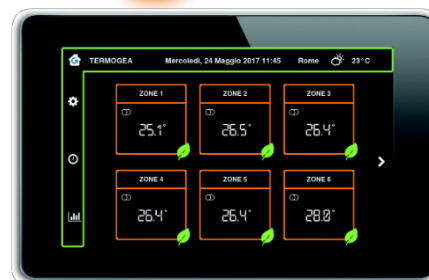 TERMOGEA Mercoledì, 24 Maggio 2017 11:45 Rome 23°C
ZONE 1 ZONE 2 ZONE 3
25.1° 26.5° 26.4°
ZONE 4 ZONE 5 ZONE 6
26.4° 26.4° 28.0°